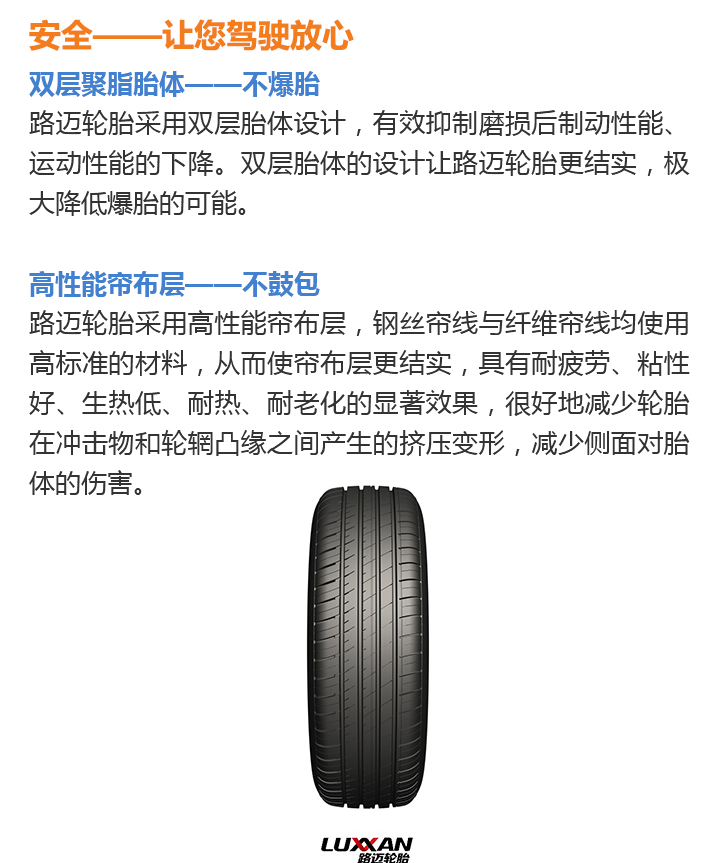 安全——让您驾驶放心
双层聚脂胎体——不爆胎
路迈轮胎采用双层胎体设计，有效抑制磨损后制动性能、
运动性能的下降。双层胎体的设计让路迈轮胎更结实，极
大降低爆胎的可能。
高性能帘布层——不鼓包
路迈轮胎采用高性能帘布层，钢丝帘线与纤维帘线均使用
高标准的材料，从而使帘布层更结实，具有耐疲劳、粘性
好、生热低、耐热、耐老化的显著效果，很好地减少轮胎
在冲击物和轮辋凸缘之间产生的挤压变形，减少侧面对胎
体的伤害。
LUXXAN
路迈轮胎